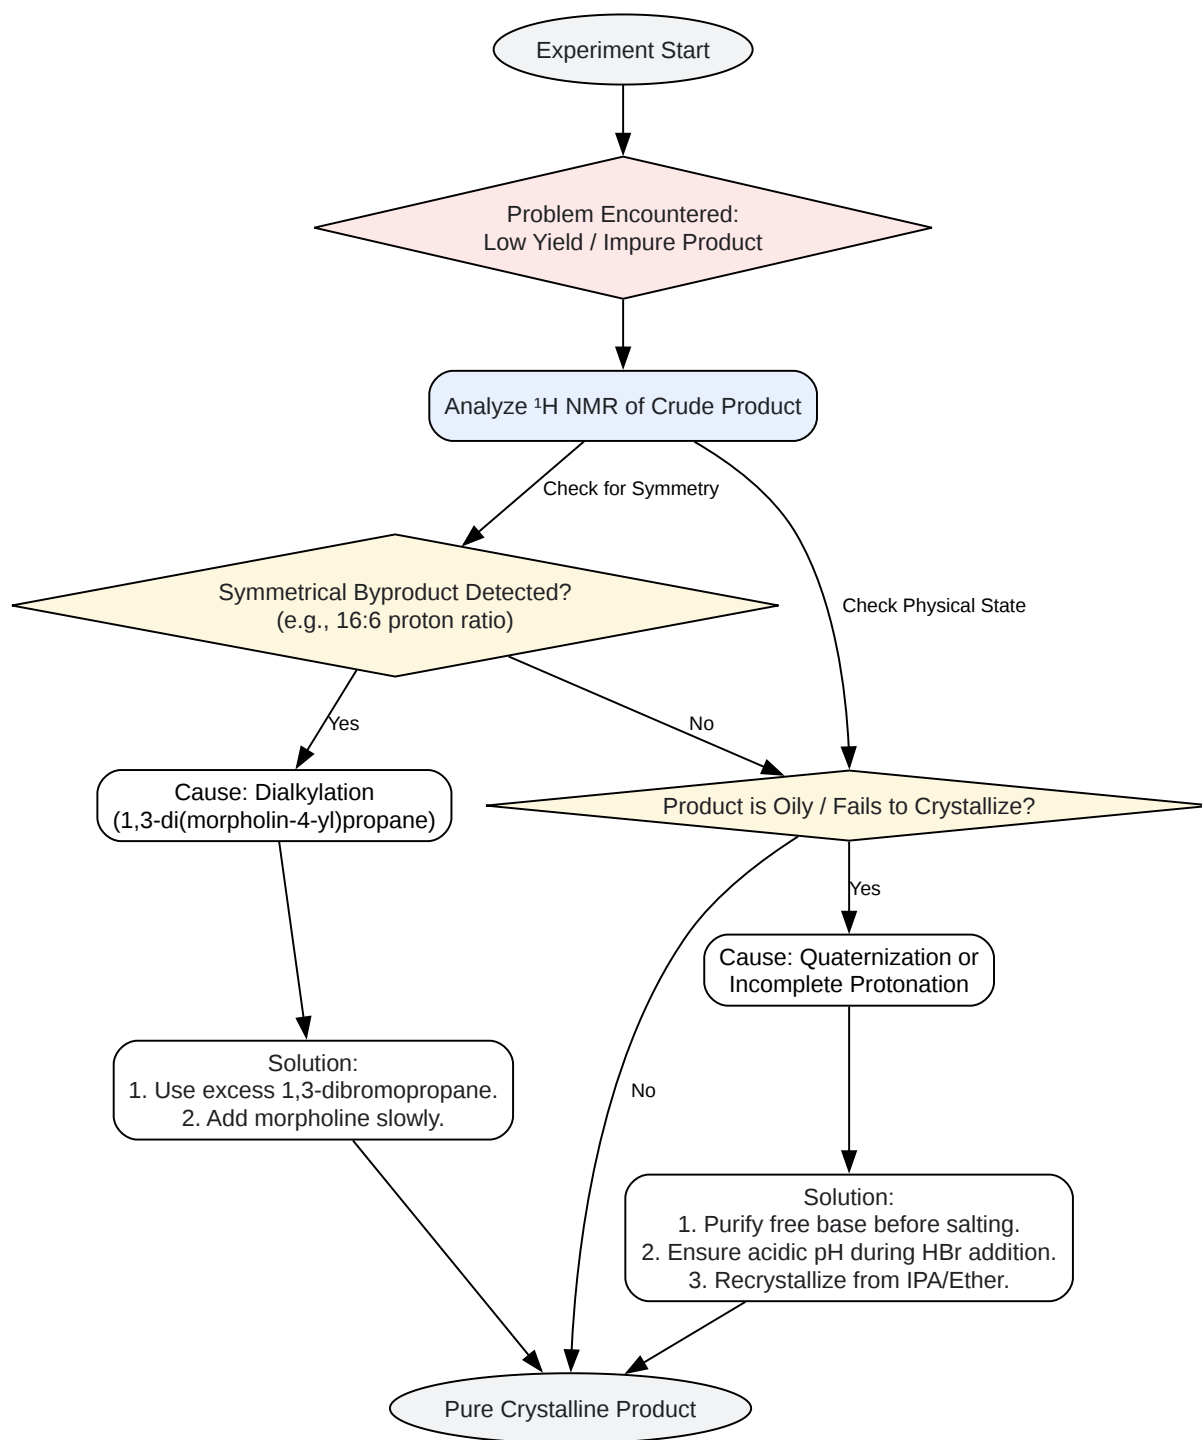 Experiment Start
Problem Encountered:
Low Yield / Impure Product
Analyze ¹H NMR of Crude Product
Check for Symmetry
Symmetrical Byproduct Detected?
(e.g., 16:6 proton ratio)
Check Physical State
Yes
No
Cause: Dialkylation
(1,3-di(morpholin-4-yl)propane)
Product is Oily / Fails to Crystallize?
Yes
Cause: Quaternization or
Incomplete Protonation
Solution:
1. Use excess 1,3-dibromopropane.
2. Add morpholine slowly.
No
Solution:
1. Purify free base before salting.
2. Ensure acidic pH during HBr addition.
3. Recrystallize from IPA/Ether.
Pure Crystalline Product